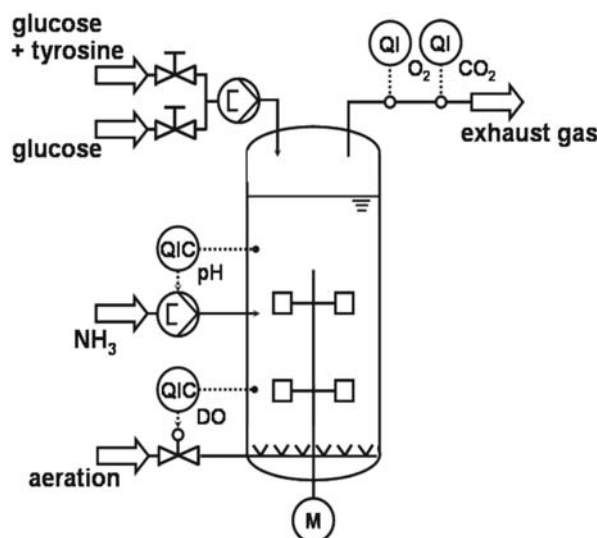 glucose
+ tyrosine
glucose
QI
O₂
QI
CO₂
exhaust gas
QIC
pH
NH₃
QIC
DO
aeration
M